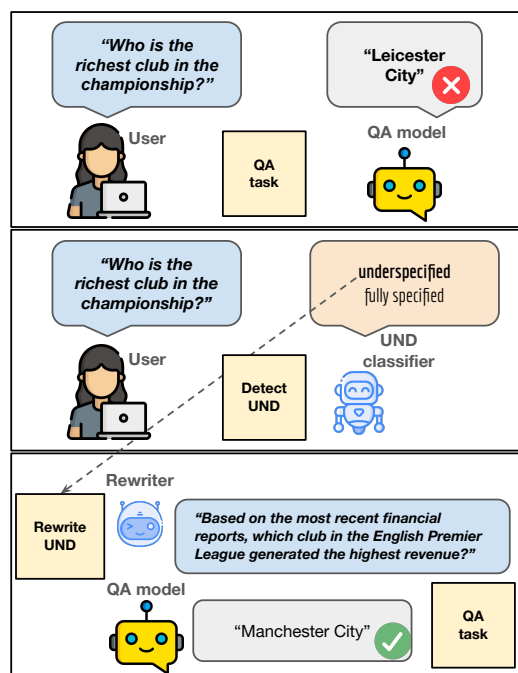 “Who is the
richest club in the
championship?”
“Leicester
City”
User
QA
task
QA model
“Who is the
richest club in the
championship?”
underspecified
fully specified
User
Detect
UND
UND
classifier
Rewriter
Rewrite
UND
“Based on the most recent financial
reports, which club in the English Premier
League generated the highest revenue?”
QA model
“Manchester City”
QA
task